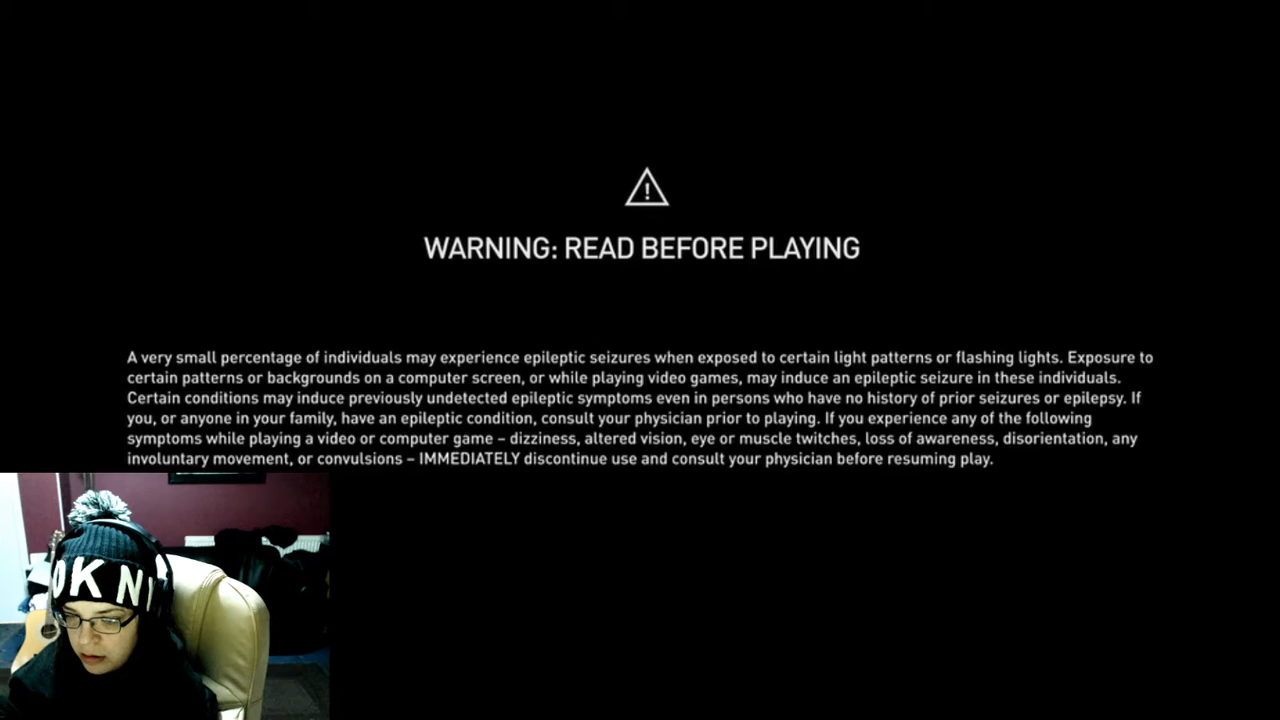 !
WARNING: READ BEFORE PLAYING
A very small percentage of individuals may experience epileptic seizures when exposed to certain light patterns or flashing lights. Exposure to
certain patterns or backgrounds on a computer screen, or while playing video games, may induce an epileptic seizure in these individuals.
Certain conditions may induce previously undetected epileptic symptoms even in persons who have no history of prior seizures or epilepsy. If
you, or anyone in your family, have an epileptic condition, consult your physician prior to playing. If you experience any of the following
symptoms while playing a video or computer game – dizziness, altered vision, eye or muscle twitches, loss of awareness, disorientation, any
involuntary movement, or convulsions – IMMEDIATELY discontinue use and consult your physician before resuming play.
DKNY